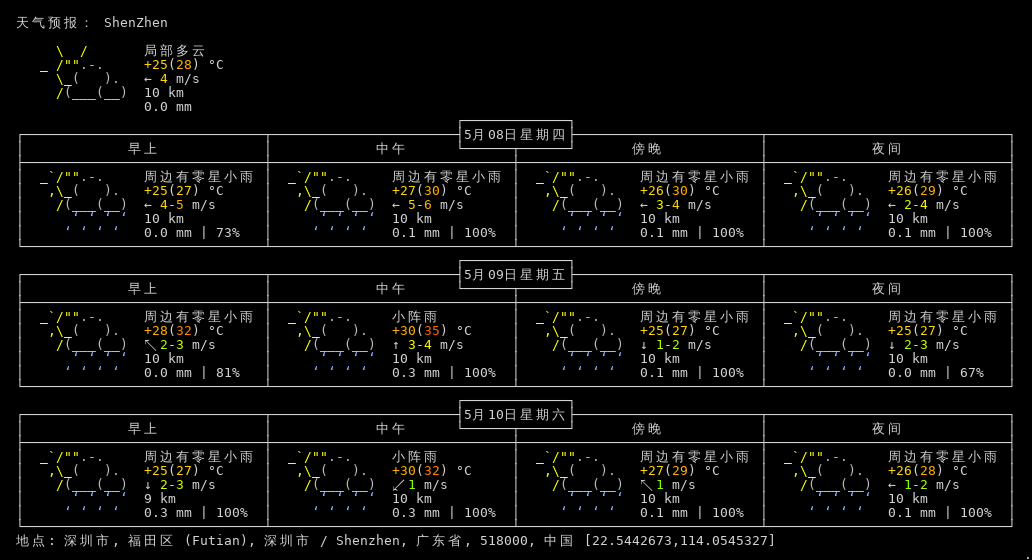 天气预报： ShenZhen
局部多云
+25(28) °C
← 4 m/s
10 km
0.0 mm
5月08日星期四
早上 中午 傍晚 夜间
周边有零星小雨 周边有零星小雨 周边有零星小雨 周边有零星小雨
+25(27) °C +27(30) °C +26(30) °C +26(29) °C
← 4-5 m/s ← 5-6 m/s ← 3-4 m/s ← 2-4 m/s
10 km 10 km 10 km 10 km
0.0 mm | 73% 0.1 mm | 100% 0.1 mm | 100% 0.1 mm | 100%
5月09日星期五
早上 中午 傍晚 夜间
周边有零星小雨 小阵雨 周边有零星小雨 周边有零星小雨
+28(32) °C +30(35) °C +25(27) °C +25(27) °C
↖ 2-3 m/s ↑ 3-4 m/s ↓ 1-2 m/s ↓ 2-3 m/s
10 km 10 km 10 km 10 km
0.0 mm | 81% 0.3 mm | 100% 0.1 mm | 100% 0.0 mm | 67%
5月10日星期六
早上 中午 傍晚 夜间
周边有零星小雨 小阵雨 周边有零星小雨 周边有零星小雨
+25(27) °C +30(32) °C +27(29) °C +26(28) °C
↓ 2-3 m/s ↙ 1 m/s ↖ 1 m/s ← 1-2 m/s
9 km 10 km 10 km 10 km
0.3 mm | 100% 0.3 mm | 100% 0.1 mm | 100% 0.1 mm | 100%
地点: 深圳市, 福田区 (Futian), 深圳市 / Shenzhen, 广东省, 518000, 中国 [22.5442673,114.0545327]